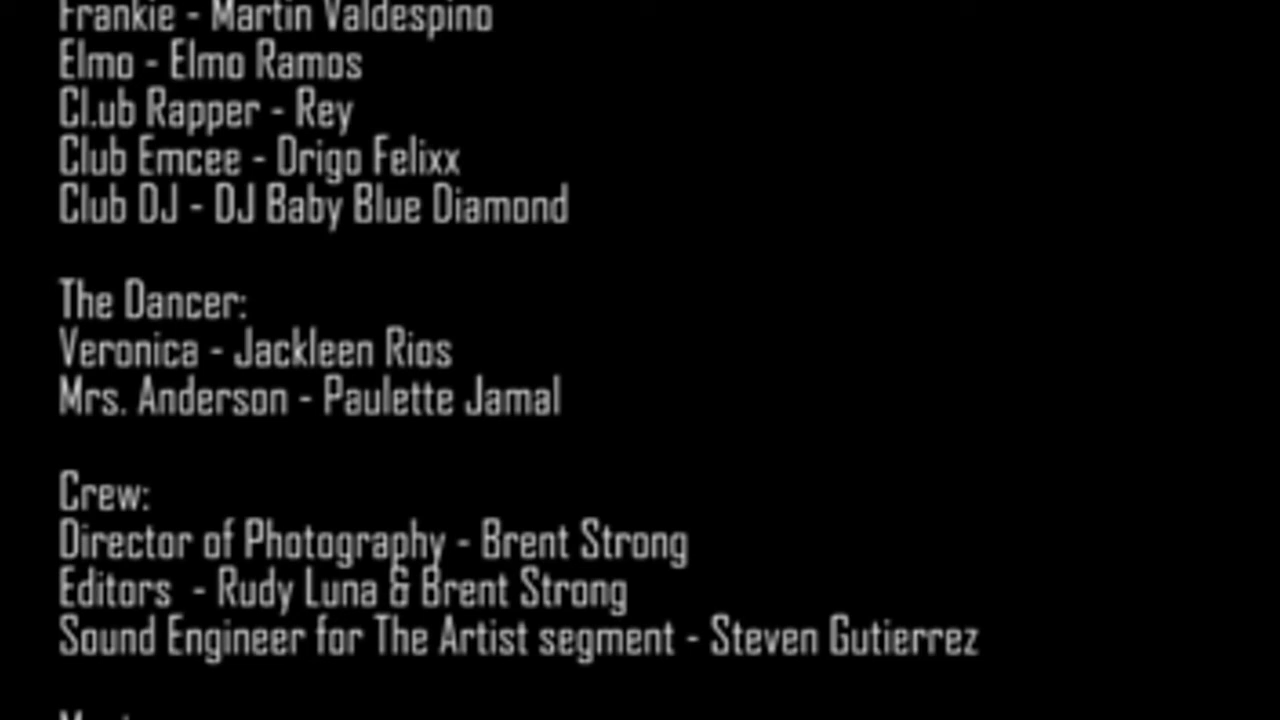 Frankie - Martin Valdespino
Elmo - Elmo Ramos
Cl.ub Rapper - Rey
Club Emcee - Origo Felixx
Club DJ - DJ Baby Blue Diamond
The Dancer:
Veronica - Jackleen Rios
Mrs. Anderson - Paulette Jamal
Crew:
Director of Photography - Brent Strong
Editors  - Rudy Luna & Brent Strong
Sound Engineer for The Artist segment - Steven Gutierrez